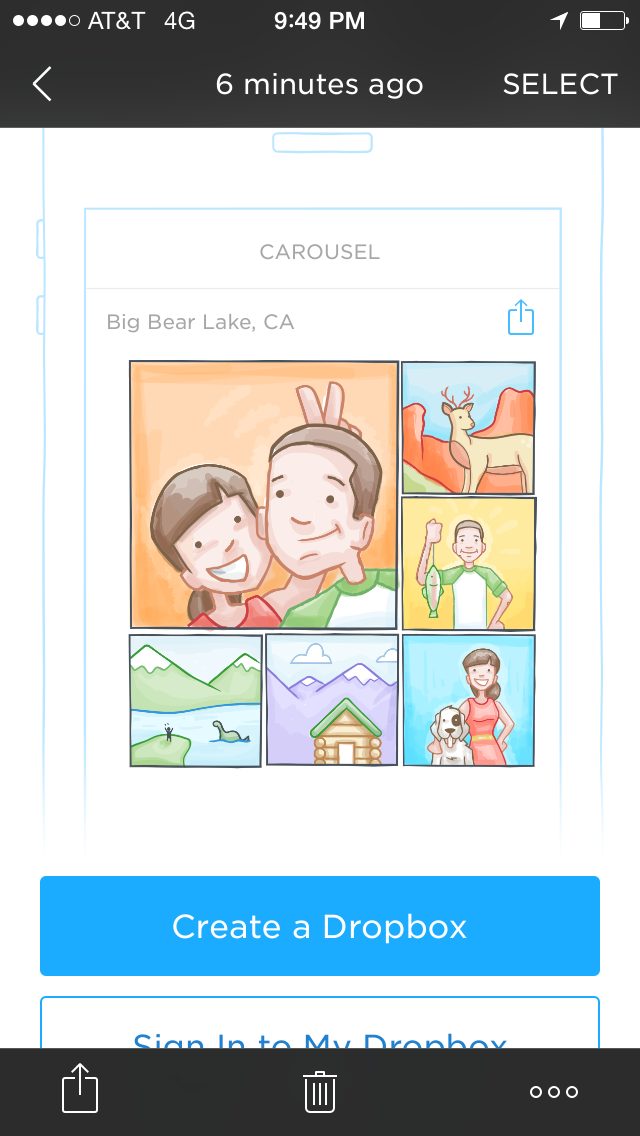 AT&T 4G 9:49 PM
6 minutes ago SELECT
CAROUSEL
Big Bear Lake, CA
Create a Dropbox
Sign In to My Dropbox